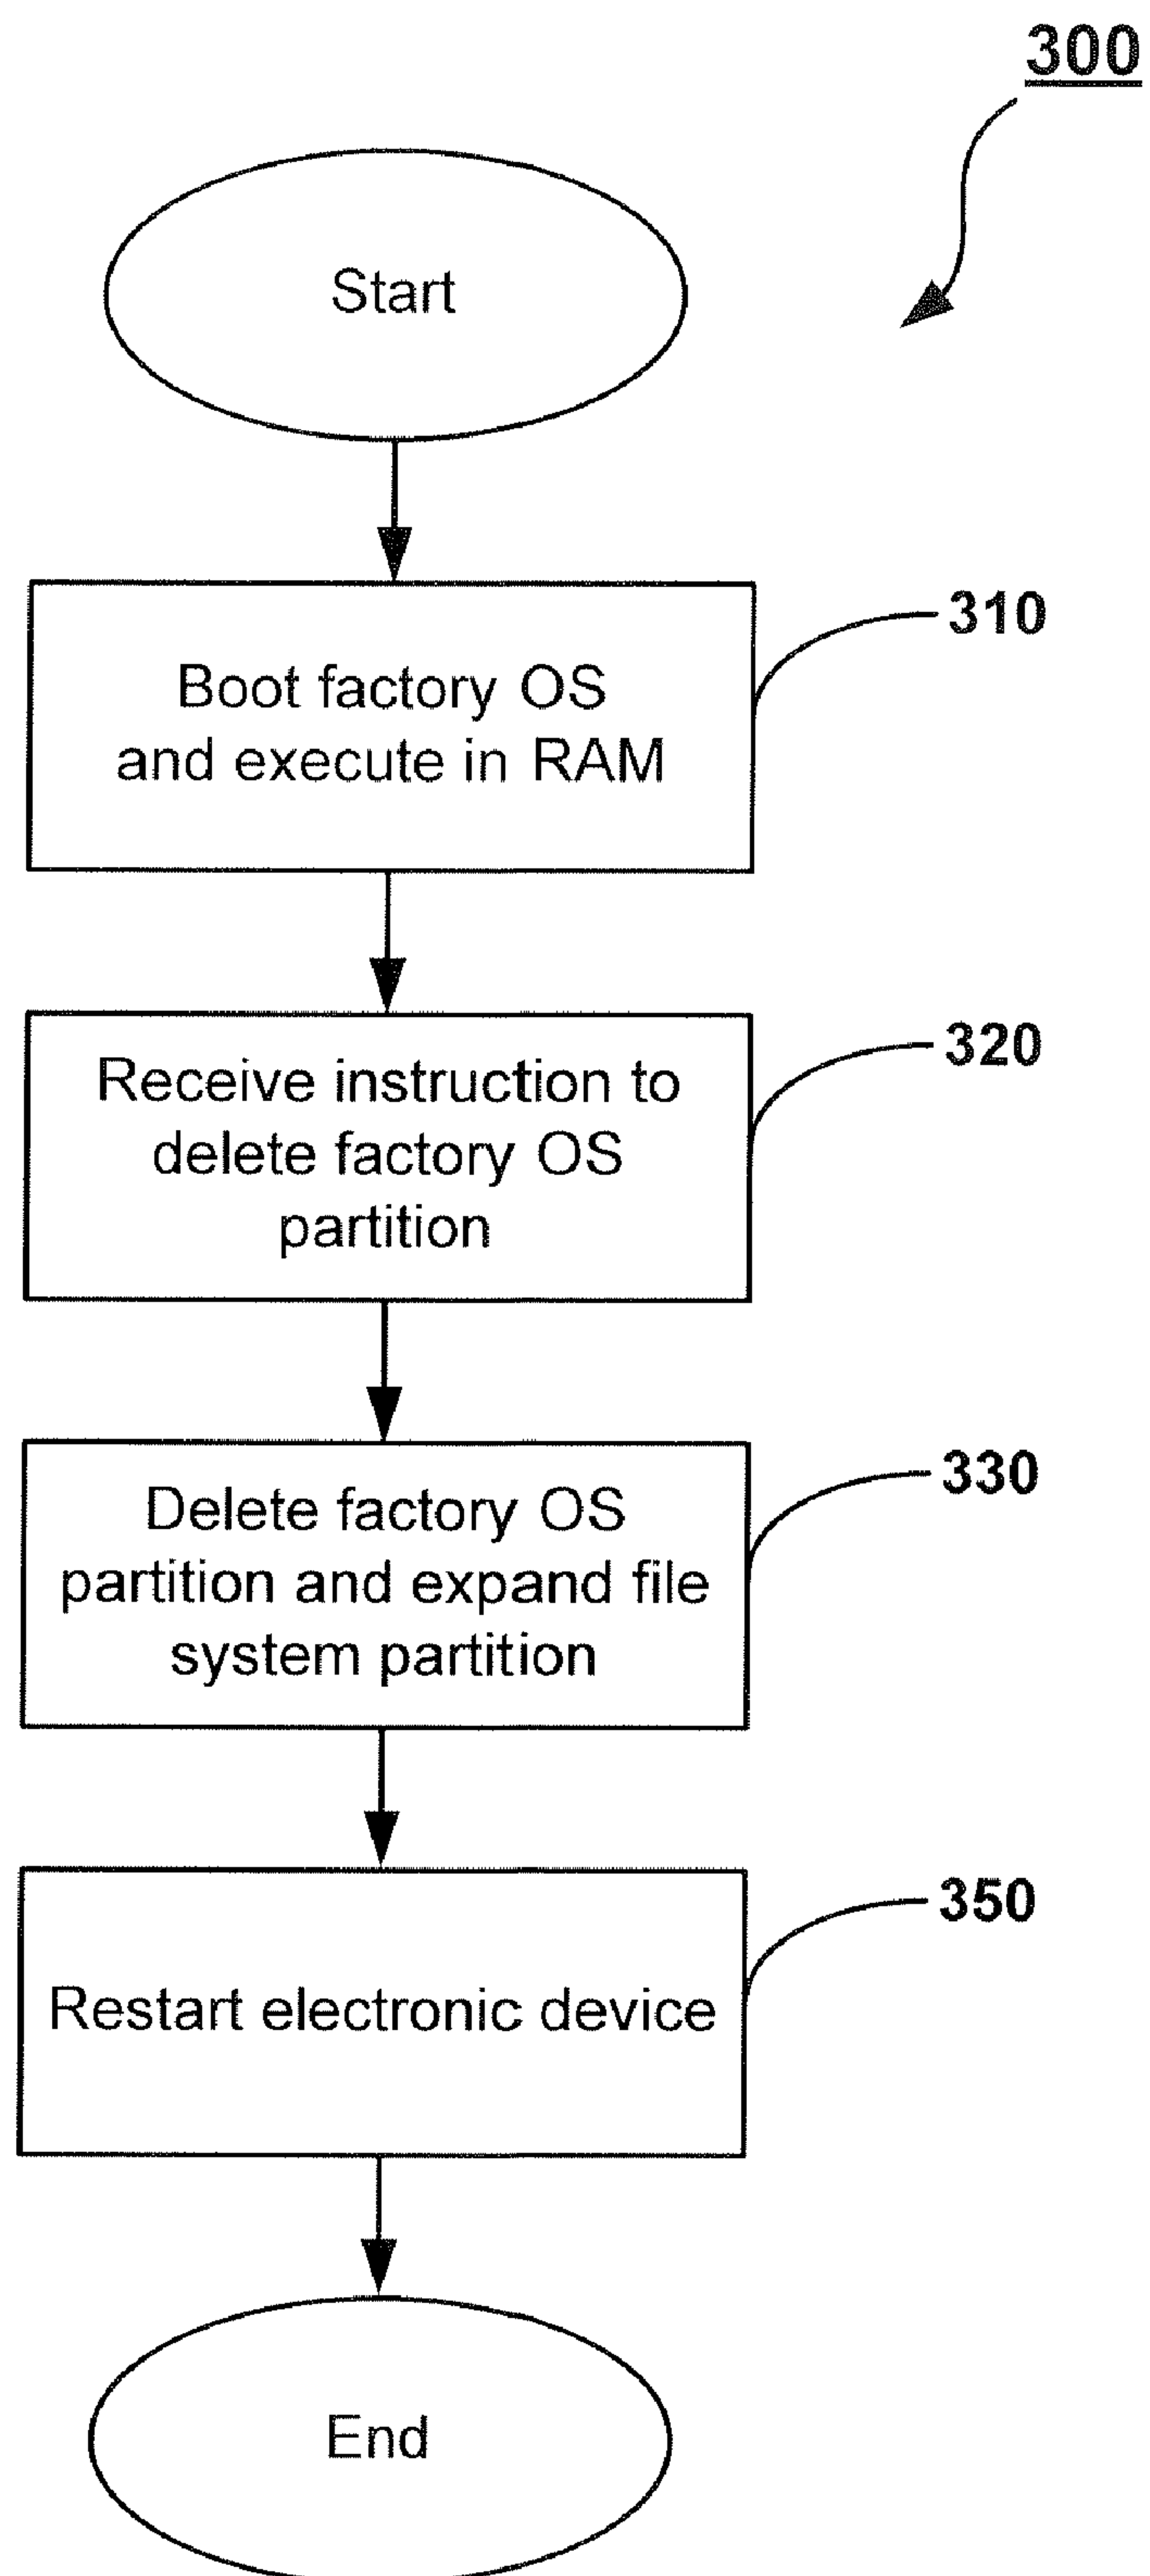 300
Start
Boot factory OS
and execute in RAM
310
Receive instruction to
delete factory OS
partition
320
Delete factory OS
partition and expand file
system partition
330
Restart electronic device
350
End